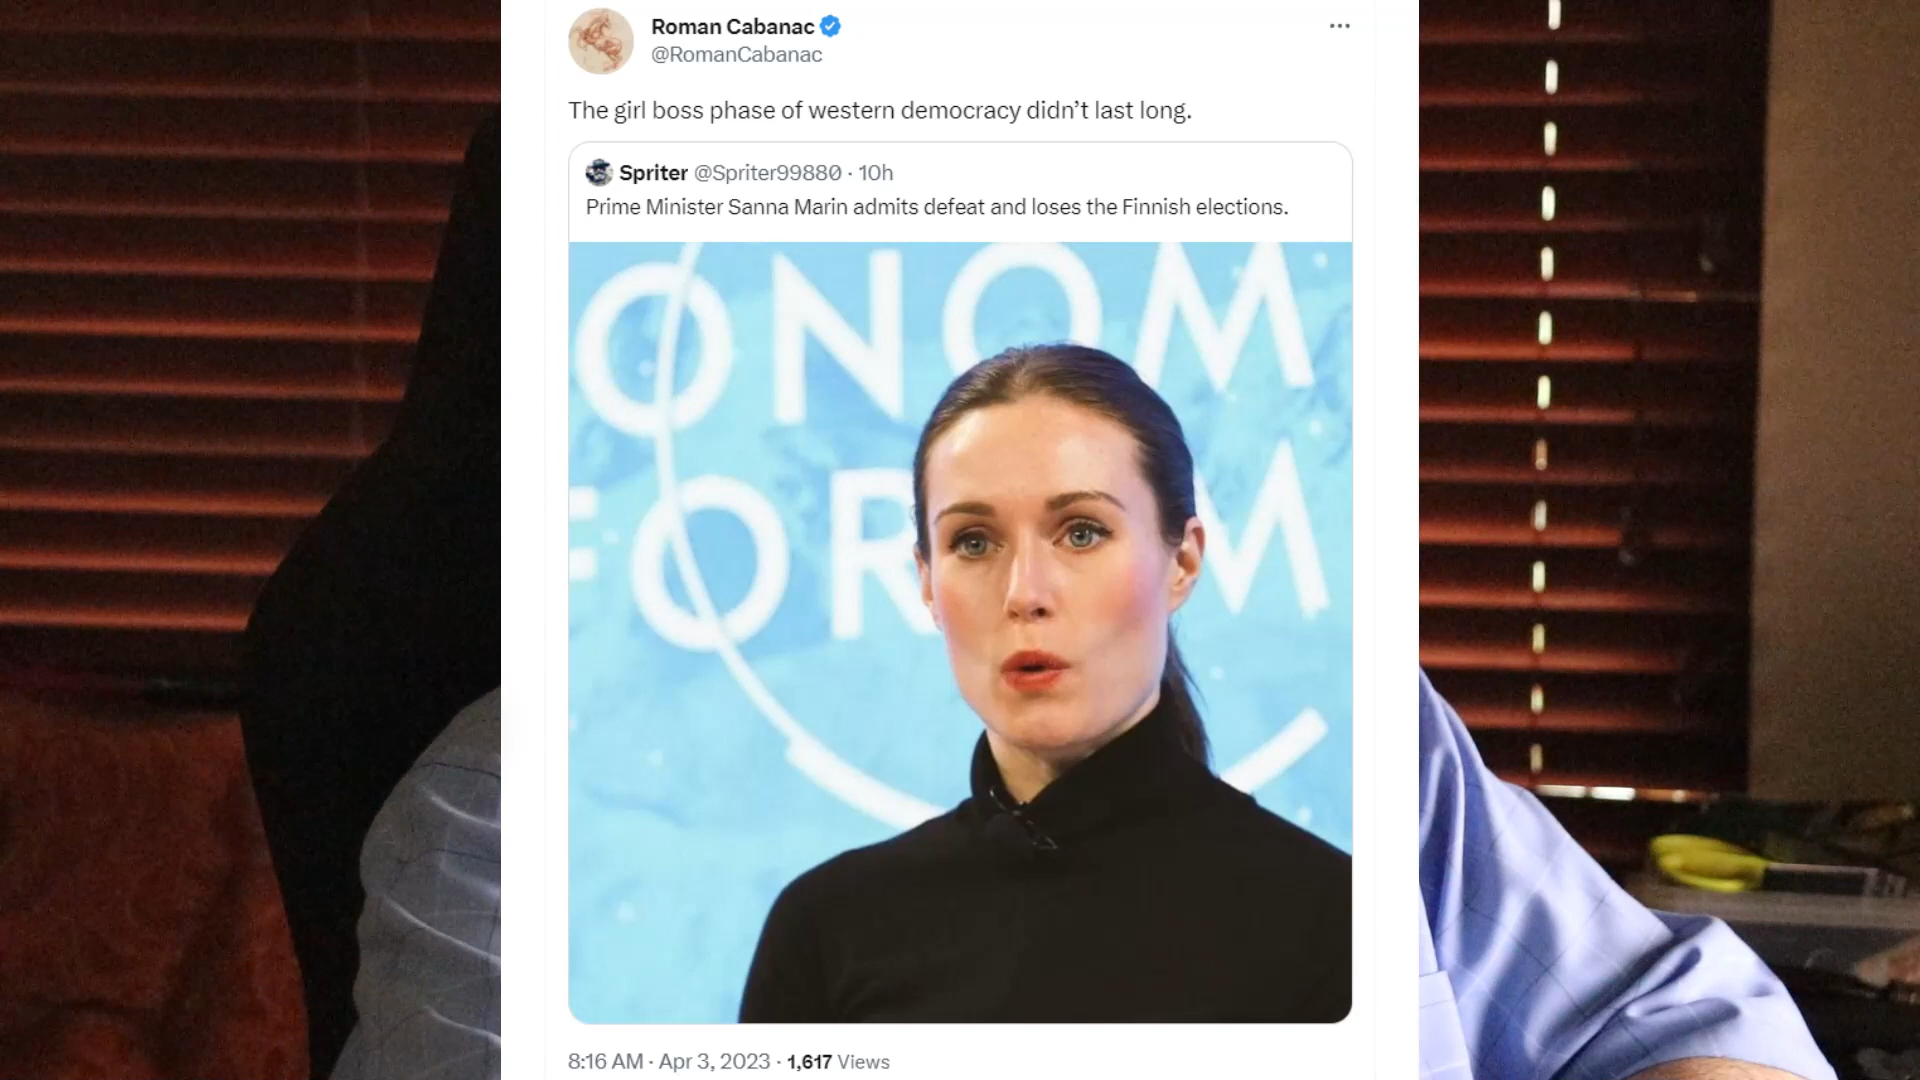 Roman Cabanac
@RomanCabanac
The girl boss phase of western democracy didn’t last long.
Spriter @Spriter99880 · 10h
Prime Minister Sanna Marin admits defeat and loses the Finnish elections.
ONOM
FORUM
8:16 AM · Apr 3, 2023 · 1,617 Views